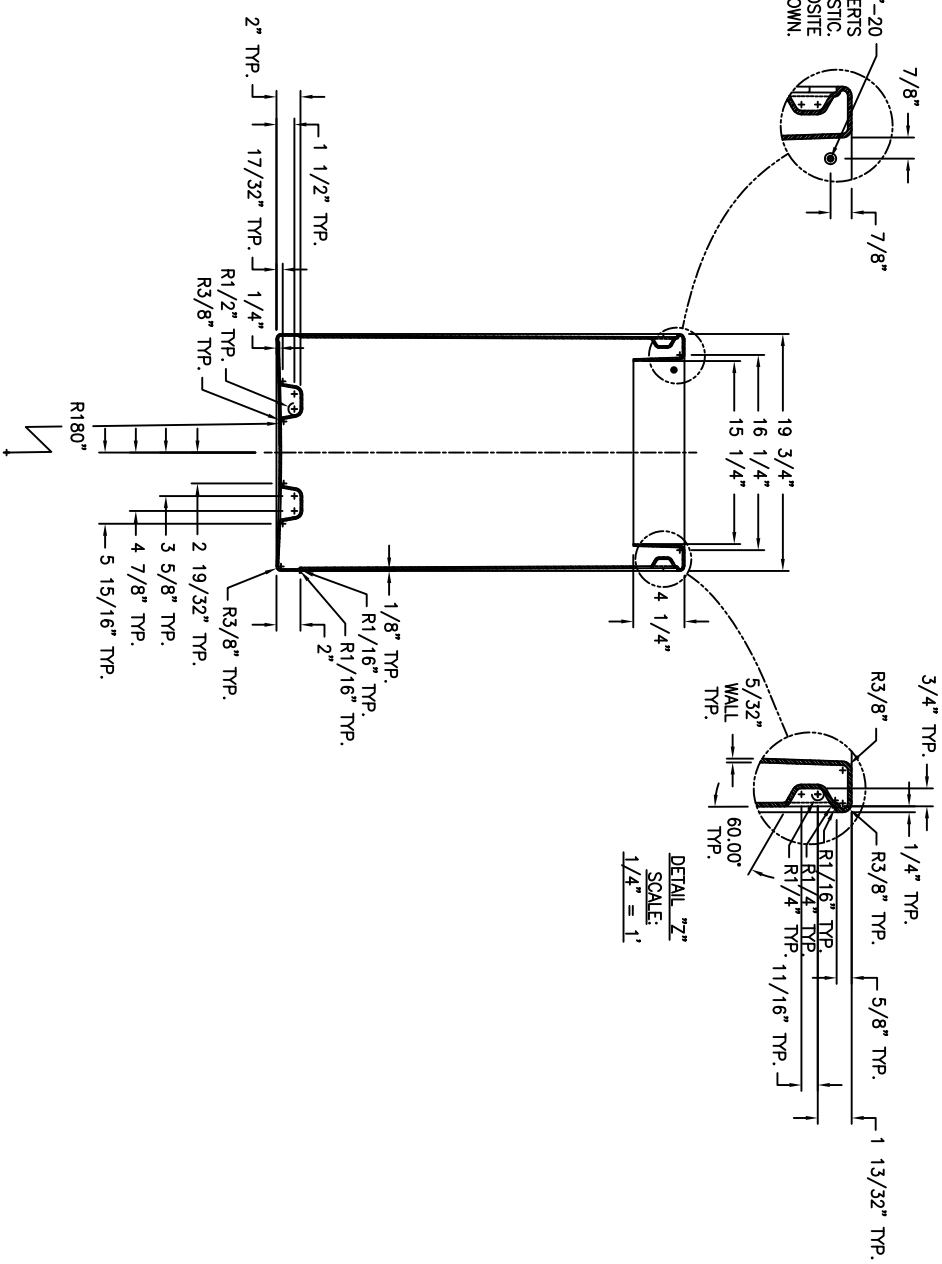 "-20
ERTS
STIC.
OSITE
OWN.
7/8"
7/8"
2" TYP.
1 1/2" TYP.
17/32" TYP.
1/4"
R1/2" TYP.
R3/8" TYP.
R180"
19 3/4"
16 1/4"
15 1/4"
4 1/4"
1/8" TYP.
R1/16" TYP.
R1/16" TYP.
2"
R3/8" TYP.
2 19/32" TYP.
3 5/8" TYP.
4 7/8" TYP.
5 15/16" TYP.
3/4" TYP.
R3/8"
5/32"
WALL
TYP.
1/4" TYP.
R3/8" TYP.
R1/16" TYP.
R1/4" TYP.
R1/4" TYP.
60.00°
TYP.
5/8" TYP.
11/16" TYP.
1 13/32" TYP.
DETAIL "Z"
SCALE:
1/4" = 1'